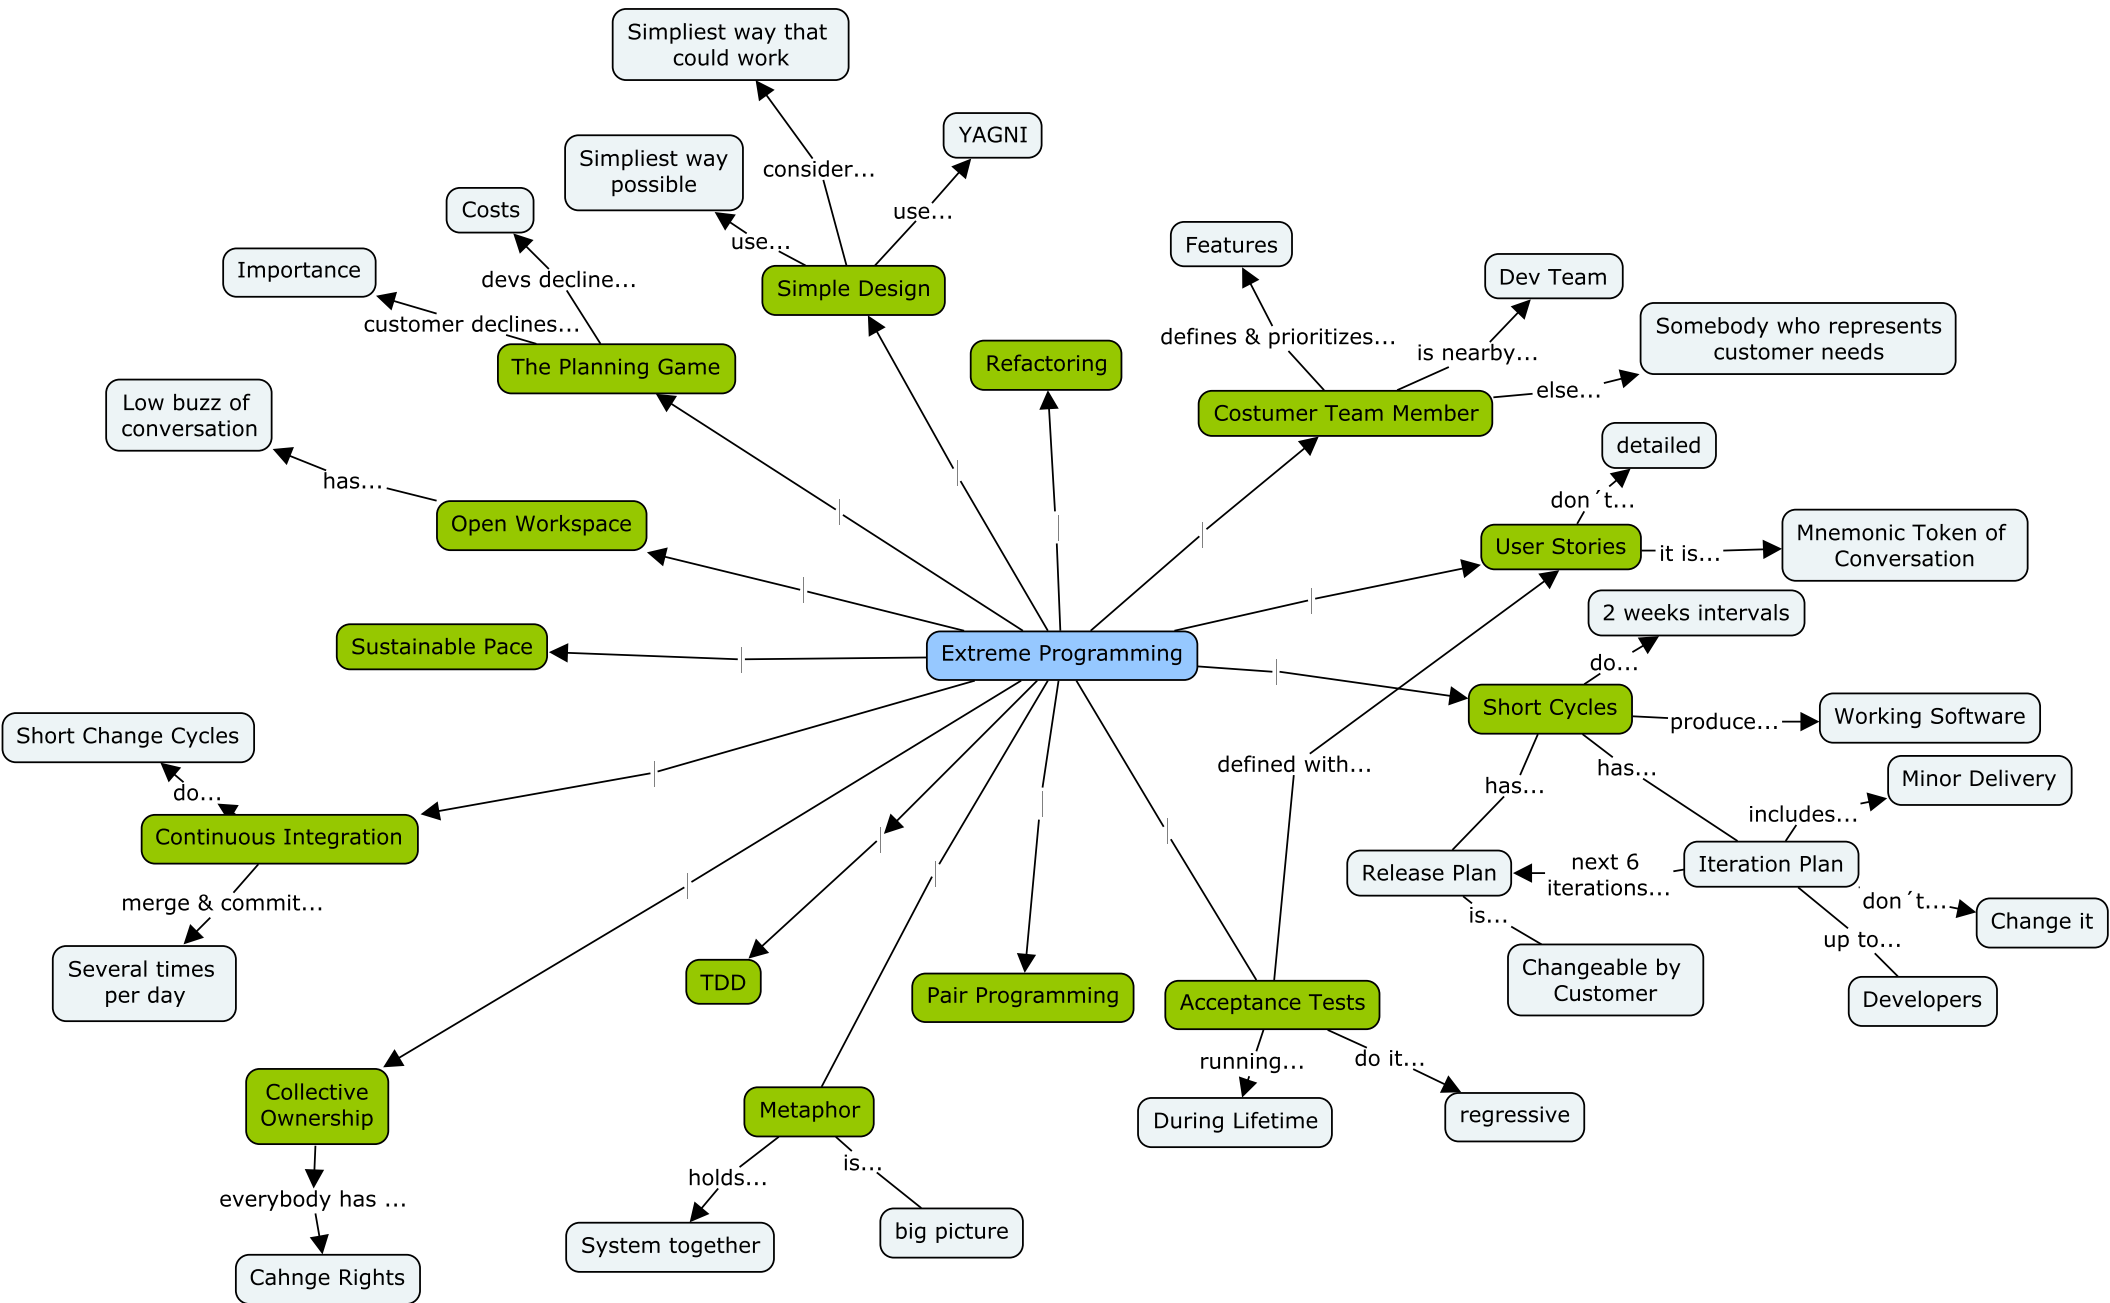 Simpliest way that
could work
YAGNI
Simpliest way
possible
consider...
use...
use...
Costs
Importance
devs decline...
customer declines...
Simple Design
The Planning Game
Refactoring
Features
Dev Team
Somebody who represents
customer needs
defines & prioritizes...
is nearby...
else...
Costumer Team Member
Low buzz of
conversation
has...
Open Workspace
detailed
don´t...
User Stories
it is...
Mnemonic Token of
Conversation
Sustainable Pace
Extreme Programming
2 weeks intervals
do...
Short Cycles
produce...
Working Software
Short Change Cycles
do...
Continuous Integration
merge & commit...
Several times
per day
defined with...
has...
has...
Minor Delivery
includes...
Release Plan
next 6
iterations...
Iteration Plan
don´t...
Change it
is...
up to...
Changeable by
Customer
Developers
TDD
Pair Programming
Acceptance Tests
running...
do it...
During Lifetime
regressive
Collective
Ownership
everybody has ...
Cahnge Rights
Metaphor
holds...
is...
System together
big picture